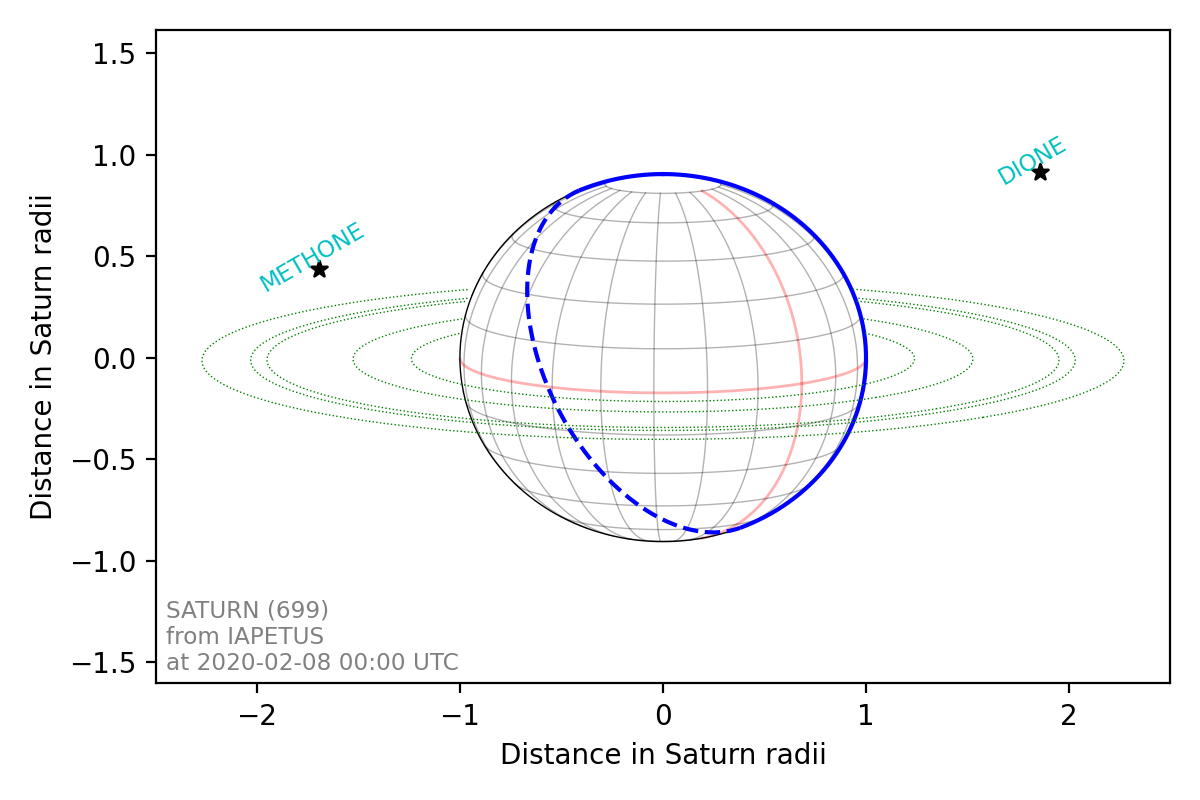 1.5
1.0
0.5
0.0
−0.5
−1.0
−1.5
Distance in Saturn radii
METHONE
DIONE
SATURN (699)
from IAPETUS
at 2020-02-08 00:00 UTC
−2
−1
0
1
2
Distance in Saturn radii